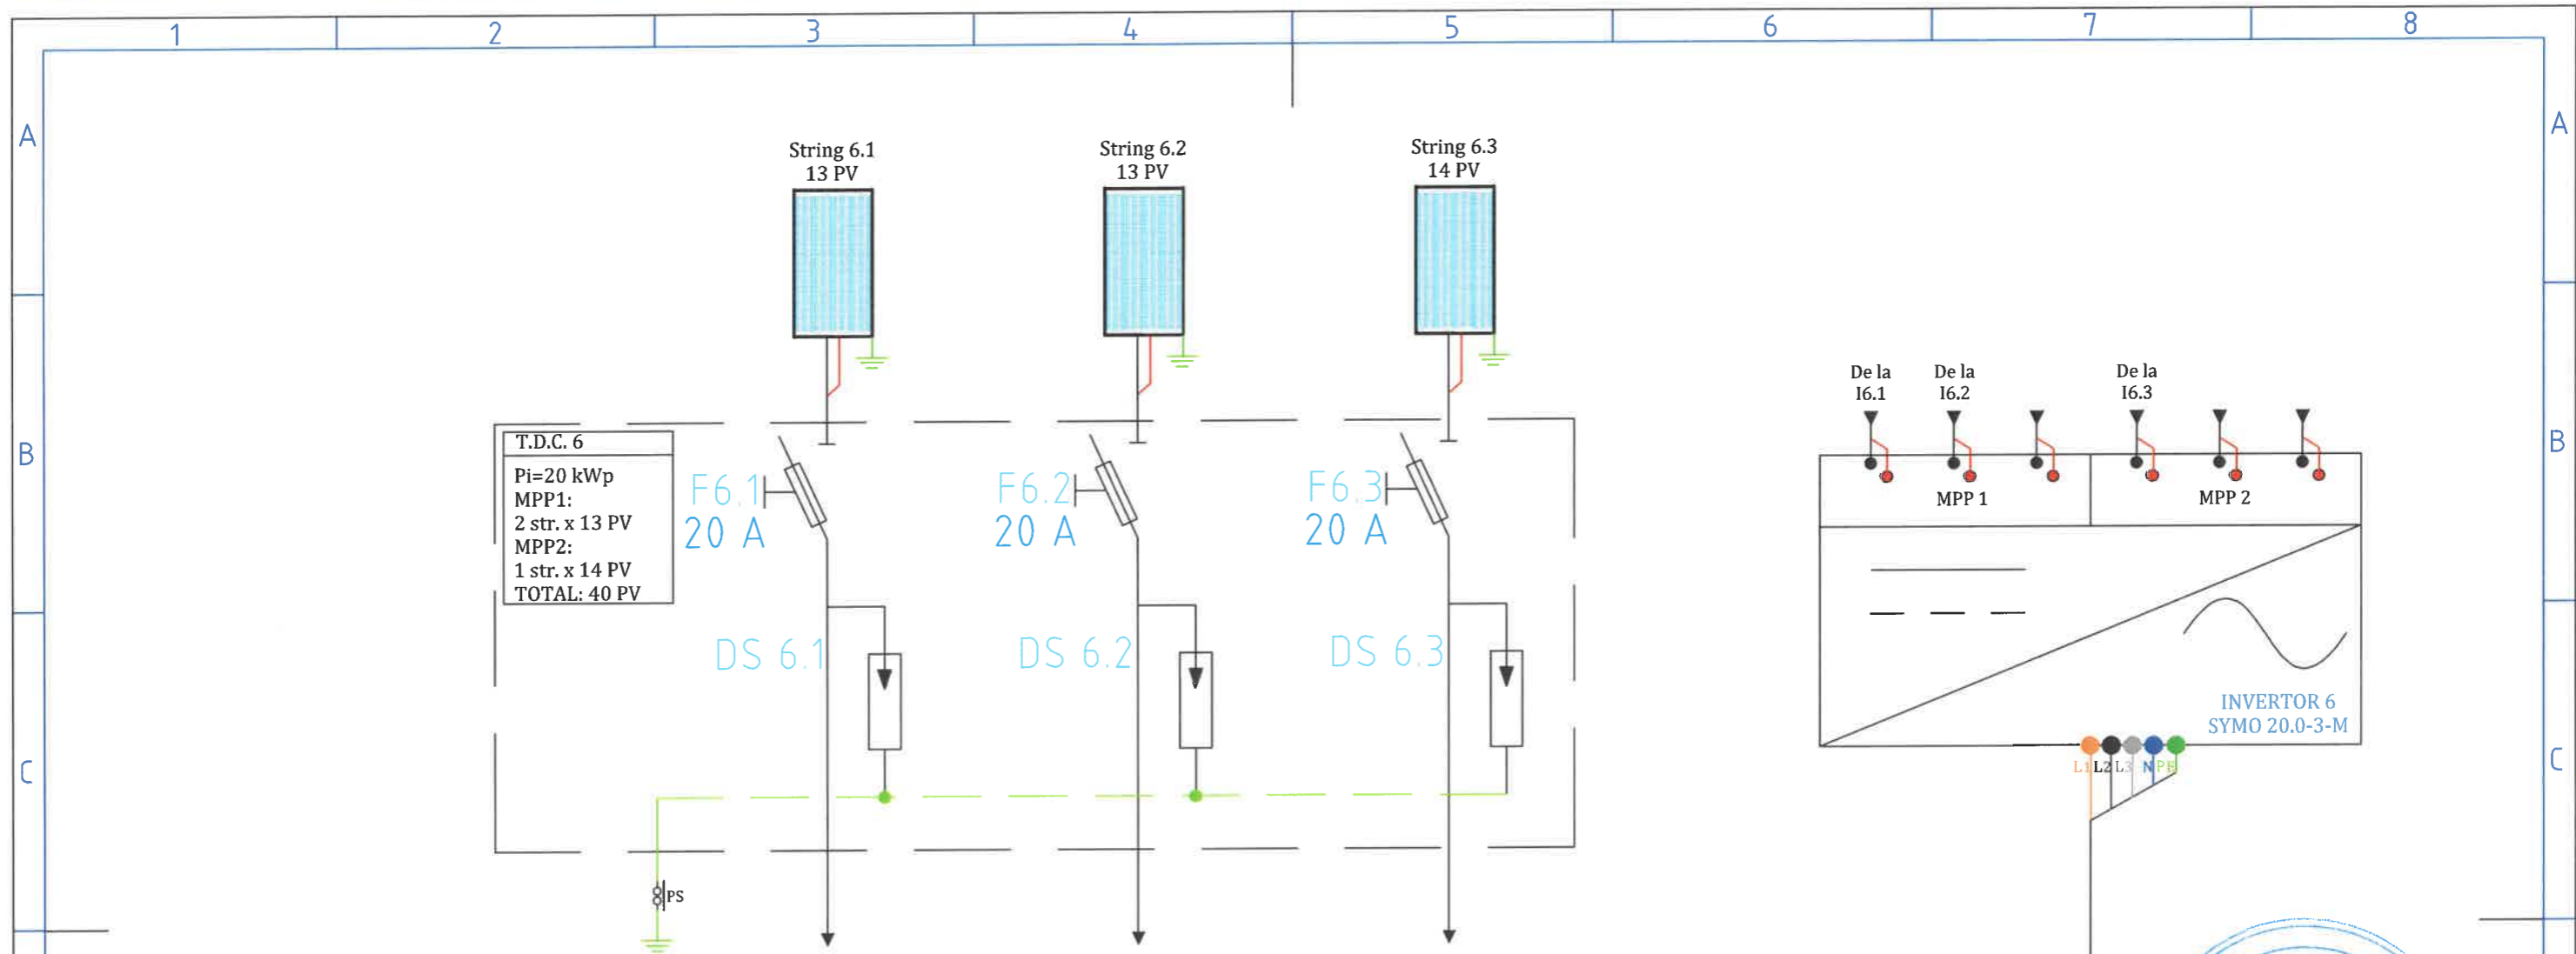 1 2 3 4 5 6 7 8
A
A
String 6.1
13 PV
String 6.2
13 PV
String 6.3
14 PV
De la
I6.1
De la
I6.2
De la
I6.3
B
B
T.D.C. 6
Pi=20 kWp
MPP1:
2 str. x 13 PV
MPP2:
1 str. x 14 PV
TOTAL: 40 PV
F6.1
20 A
F6.2
20 A
F6.3
20 A
MPP 1
MPP 2
DS 6.1
DS 6.2
DS 6.3
INVERTOR 6
SYMO 20.0-3-M
C
C
L1 L2 L3 N PE
PS